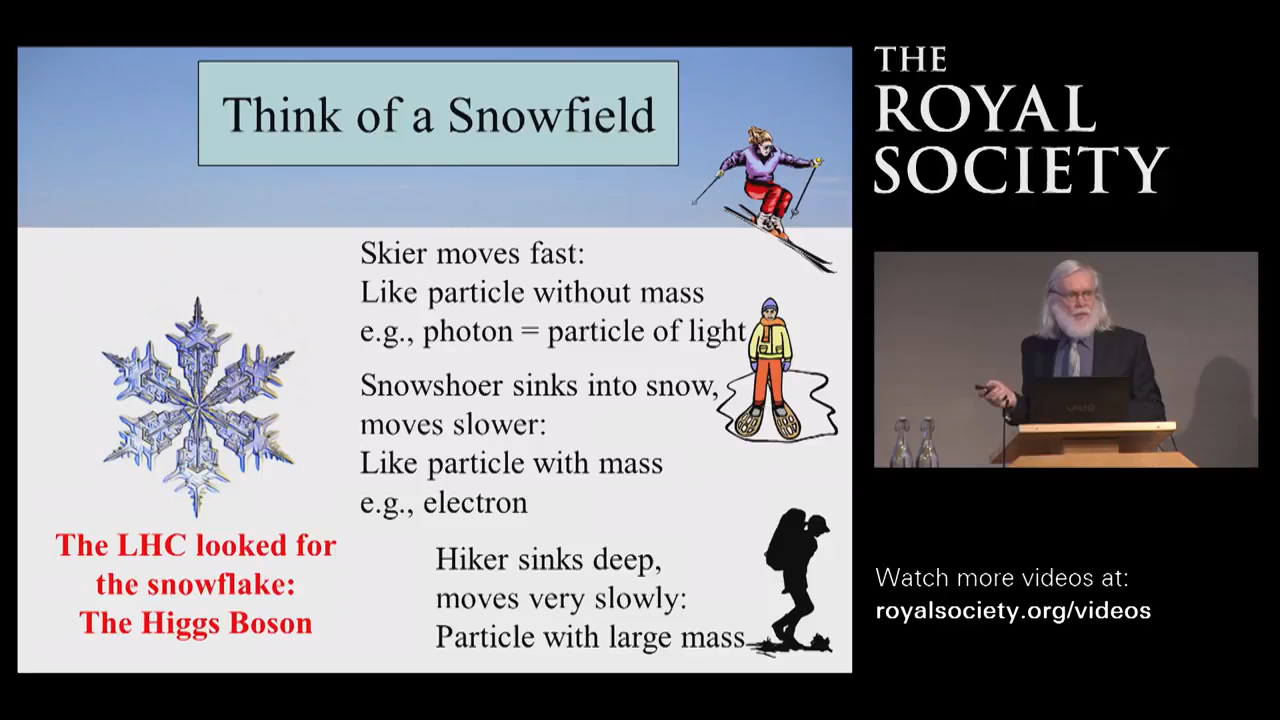 Think of a Snowfield
Skier moves fast:
Like particle without mass
e.g., photon = particle of light
Snowshoer sinks into snow,
moves slower:
Like particle with mass
e.g., electron
Hiker sinks deep,
moves very slowly:
Particle with large mass
The LHC looked for
the snowflake:
The Higgs Boson
THE
ROYAL
SOCIETY
VAIO
Watch more videos at:
royalsociety.org/videos